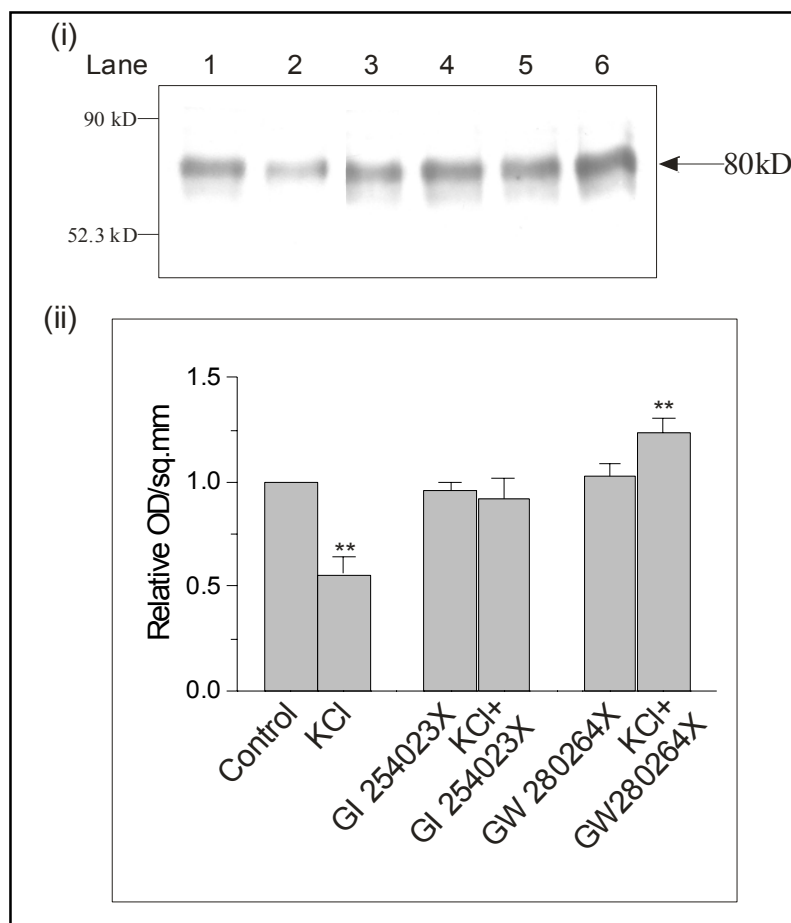 (i)
Lane 1 2 3 4 5 6
90 kD
80kD
52.3 kD
(ii)
Relative OD/sq.mm
1.5
1.0
0.5
0.0
**
**
Control
KCl
GI 254023X
KCl+
GI 254023X
GW 280264X
KCl+
GW280264X